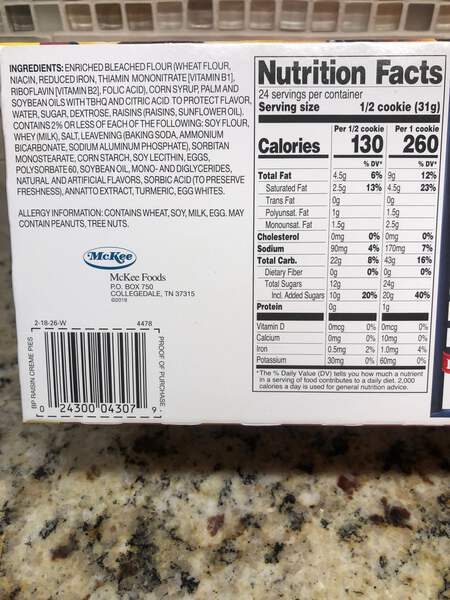 INGREDIENTS: ENRICHED BLEACHED FLOUR (WHEAT FLOUR,
NIACIN, REDUCED IRON, THIAMIN MONONITRATE [VITAMIN B1],
RIBOFLAVIN [VITAMIN B2], FOLIC ACID), CORN SYRUP, PALM AND
SOYBEAN OILS WITH TBHQ AND CITRIC ACID TO PROTECT FLAVOR,
WATER, SUGAR, DEXTROSE, RAISINS (RAISINS, SUNFLOWER OIL).
CONTAINS 2% OR LESS OF EACH OF THE FOLLOWING: SOY FLOUR,
WHEY (MILK), SALT, LEAVENING (BAKING SODA, AMMONIUM
BICARBONATE, SODIUM ALUMINUM PHOSPHATE), SORBITAN
MONOSTEARATE, CORN STARCH, SOY LECITHIN, EGGS,
POLYSORBATE 60, SOYBEAN OIL, MONO- AND DIGLYCERIDES,
NATURAL AND ARTIFICIAL FLAVORS, SORBIC ACID (TO PRESERVE
FRESHNESS), ANNATTO EXTRACT, TURMERIC, EGG WHITES.
ALLERGY INFORMATION: CONTAINS WHEAT, SOY, MILK, EGG. MAY
CONTAIN PEANUTS, TREE NUTS.
McKee
McKee Foods
P.O. BOX 750
COLLEGEDALE, TN 37315
©2018
2-18-26-W 4478
BP RAISIN CREME PIES
PROOF OF PURCHASE
0 24300 04307 9
Nutrition Facts
24 servings per container
Serving size 1/2 cookie (31g)
Per 1/2 cookie Per 1 cookie
Calories 130 260
% DV* % DV*
Total Fat 4.5g 6% 9g 12%
Saturated Fat 2.5g 13% 4.5g 23%
Trans Fat 0g 0g
Polyunsat. Fat 1g 1.5g
Monounsat. Fat 1.5g 2.5g
Cholesterol 0mg 0% 0mg 0%
Sodium 90mg 4% 170mg 7%
Total Carb. 22g 8% 43g 16%
Dietary Fiber 0g 0% 0g 0%
Total Sugars 12g 24g
Incl. Added Sugars 10g 20% 20g 40%
Protein 0g 1g
Vitamin D 0mcg 0% 0mcg 0%
Calcium 0mg 0% 10mg 0%
Iron 0.5mg 2% 1.0mg 4%
Potassium 30mg 0% 60mg 0%
*The % Daily Value (DV) tells you how much a nutrient
in a serving of food contributes to a daily diet. 2,000
calories a day is used for general nutrition advice.